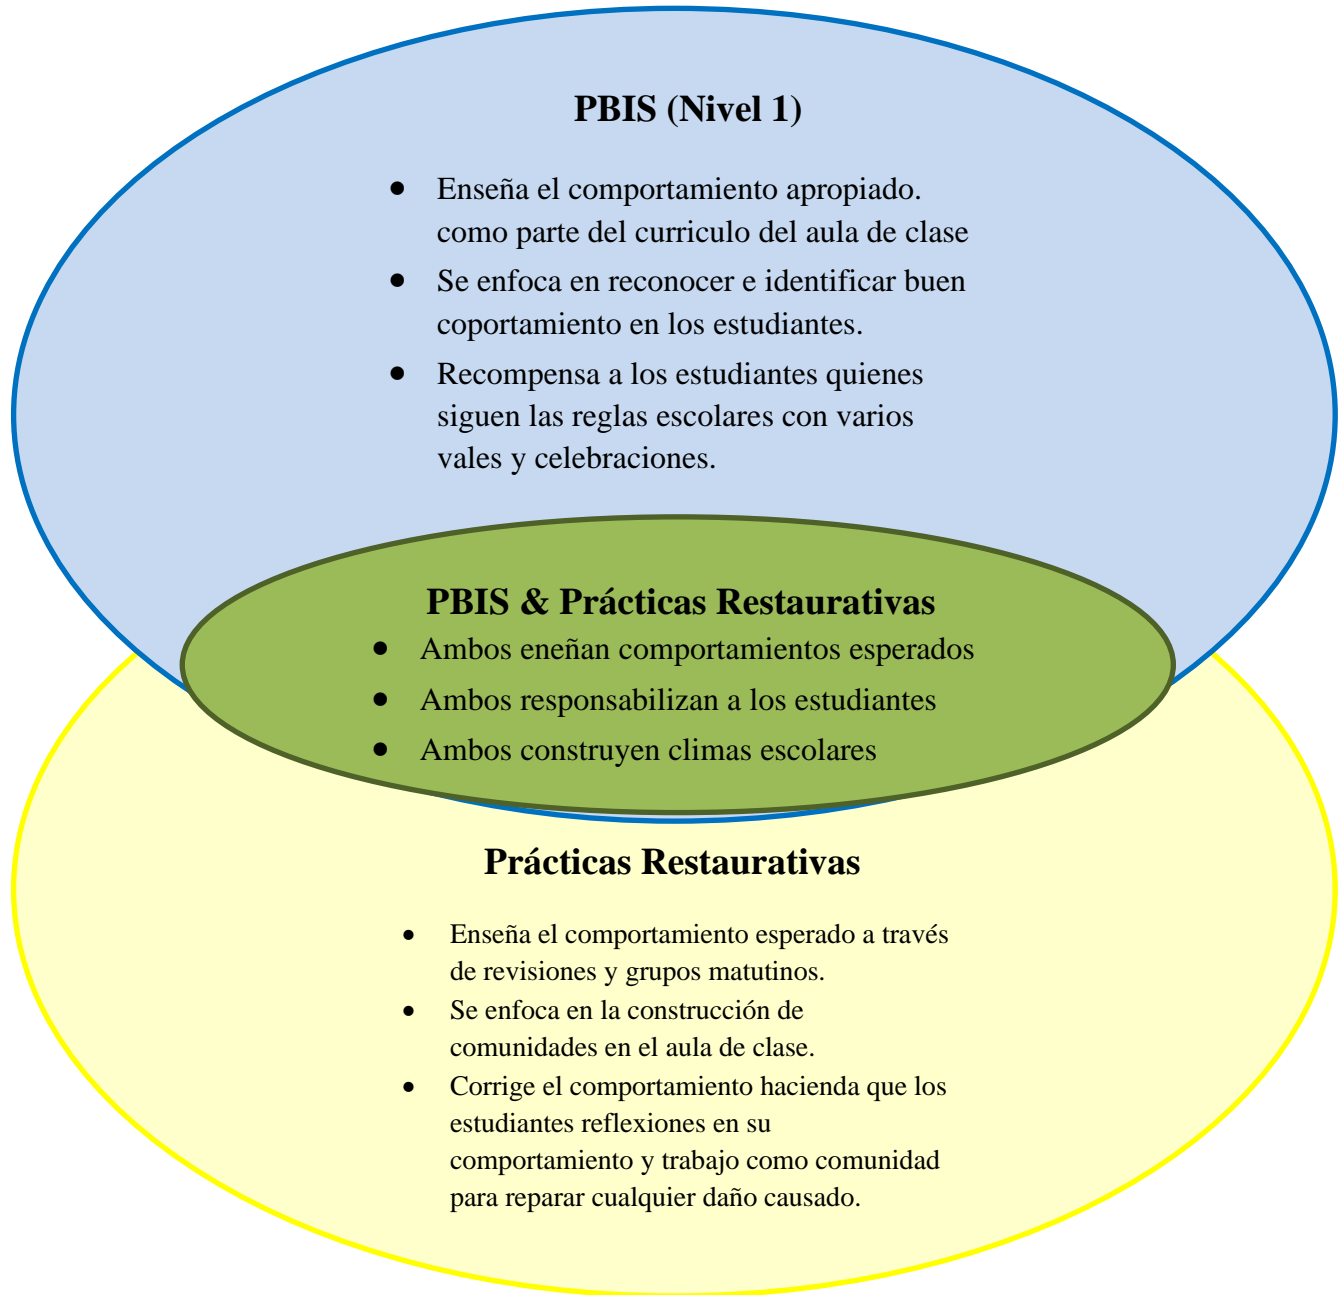 PBIS (Nivel 1)
• Enseña el comportamiento apropiado.
como parte del curriculo del aula de clase
• Se enfoca en reconocer e identificar buen
coportamiento en los estudiantes.
• Recompensa a los estudiantes quienes
siguen las reglas escolares con varios
vales y celebraciones.
PBIS & Prácticas Restaurativas
• Ambos eneñan comportamientos esperados
• Ambos responsabilizan a los estudiantes
• Ambos construyen climas escolares
Prácticas Restaurativas
• Enseña el comportamiento esperado a través
de revisiones y grupos matutinos.
• Se enfoca en la construcción de
comunidades en el aula de clase.
• Corrige el comportamiento hacienda que los
estudiantes reflexiones en su
comportamiento y trabajo como comunidad
para reparar cualquier daño causado.